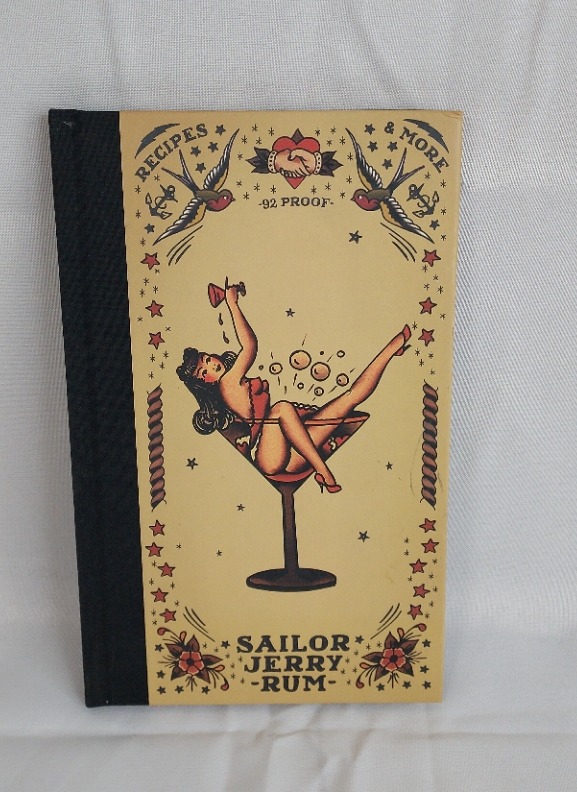 RECIPES & MORE
-92 PROOF-
SAILOR
JERRY
-RUM-